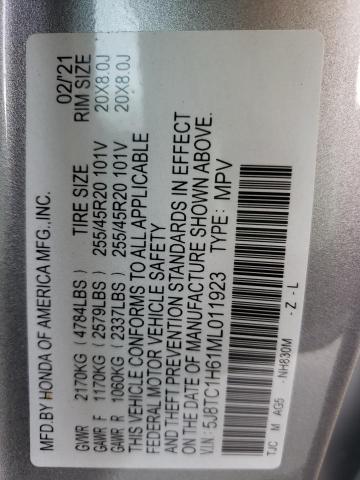 MFD.BY HONDA OF AMERICA MFG.,INC. 02/'21
TIRE SIZE RIM SIZE
GVWR 2170KG (4784LBS)
GAWR F 1170KG (2579LBS) 255/45R20 101V 20X8.0J
GAWR R 1060KG (2337LBS) 255/45R20 101V 20X8.0J
THIS VEHICLE CONFORMS TO ALL APPLICABLE
FEDERAL MOTOR VEHICLE SAFETY
AND THEFT PREVENTION STANDARDS IN EFFECT
ON THE DATE OF MANUFACTURE SHOWN ABOVE.
V.I.N: 5J8TC1H61ML011923 TYPE: MPV
TJC M AG5 NH830M - Z - L